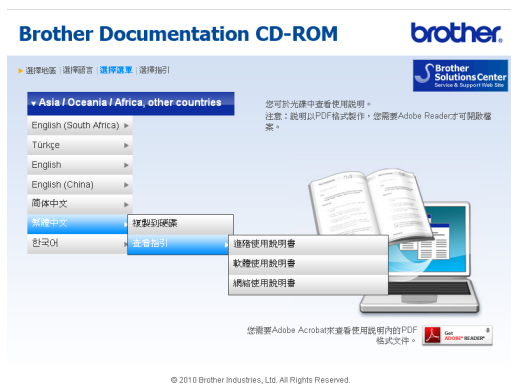 Brother Documentation CD-ROM
brother.
選擇地區 | 選擇語言 | 選擇選單 | 選擇指引
Brother
Solutions Center
Service & Support Web Site
Asia / Oceania / Africa, other countries
您可於光碟中查看使用說明。
注意：說明以PDF格式製作，您需要Adobe Reader才可開啟檔
案。
English (South Africa)
Türkçe
English
English (China)
简体中文
繁體中文
複製到硬碟
한국어
查看指引
進階使用說明書
軟體使用說明書
網絡使用說明書
您需要Adobe Acrobat來查看使用說明內的PDF
格式文件。
Get
ADOBE® READER®
© 2010 Brother Industries, Ltd. All Rights Reserved.